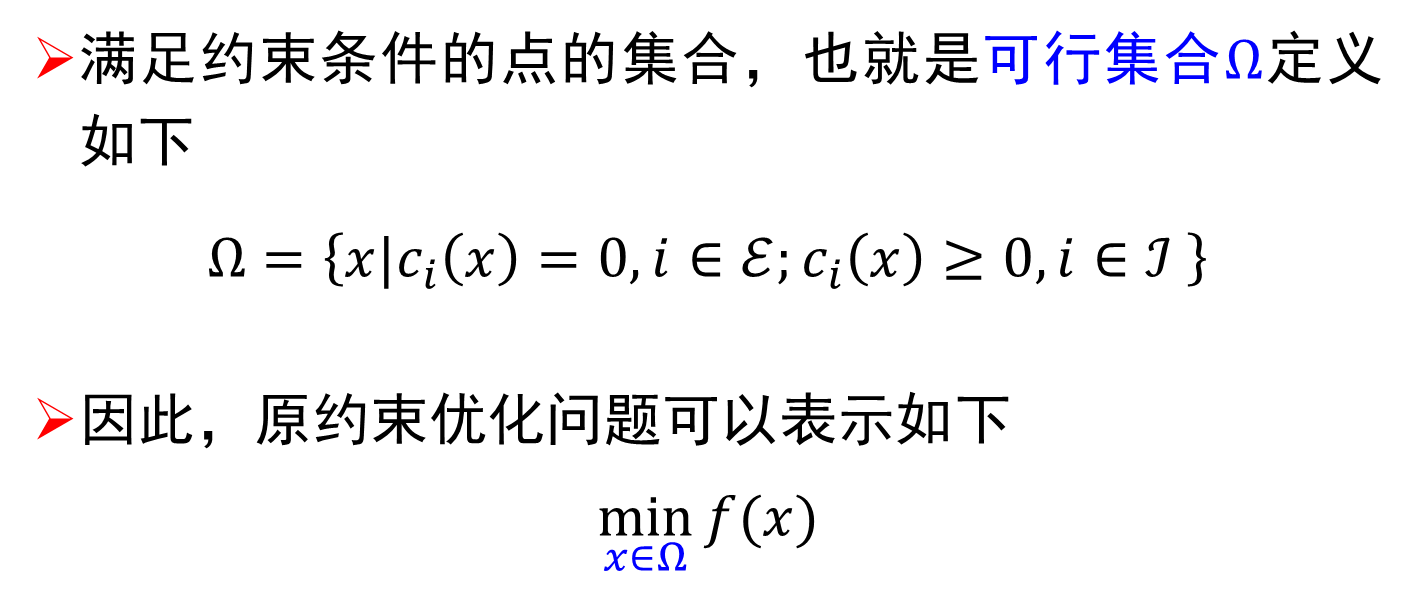 ➢满足约束条件的点的集合，也就是可行集合Ω定义
如下
Ω = {x|cᵢ(x) = 0, i ∈ ℰ; cᵢ(x) ≥ 0, i ∈ ℐ }
➢因此，原约束优化问题可以表示如下
min f(x)
x∈Ω